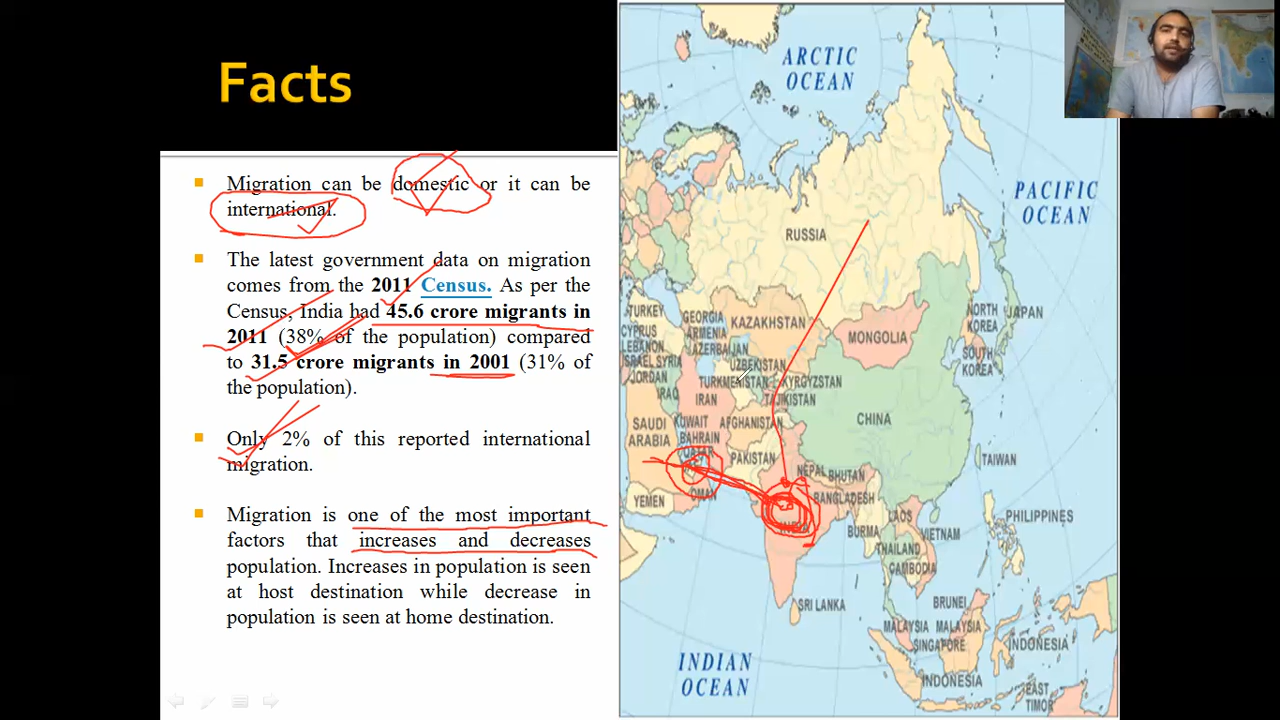 Facts
Migration can be domestic or it can be
international.
The latest government data on migration
comes from the 2011 Census. As per the
Census, India had 45.6 crore migrants in
2011 (38% of the population) compared
to 31.5 crore migrants in 2001 (31% of
the population).
Only 2% of this reported international
migration.
Migration is one of the most important
factors that increases and decreases
population. Increases in population is seen
at host destination while decrease in
population is seen at home destination.
ARCTIC
OCEAN
PACIFIC
OCEAN
RUSSIA
TURKEY
GEORGIA
KAZAKHSTAN
MONGOLIA
NORTH
KOREA
JAPAN
CYPRUS
ARMENIA
LEBANON
AZERBAIJAN
ISRAEL
SYRIA
UZBEKISTAN
SOUTH
KOREA
JORDAN
TURKMENISTAN
KYRGYZSTAN
IRAQ
IRAN
TAJIKISTAN
SAUDI
ARABIA
KUWAIT
AFGHANISTAN
CHINA
BAHRAIN
QATAR
PAKISTAN
NEPAL
BHUTAN
TAIWAN
YEMEN
OMAN
BANGLADESH
INDIA
BURMA
LAOS
VIETNAM
PHILIPPINES
THAILAND
CAMBODIA
SRI LANKA
BRUNEI
MALAYSIA
MALAYSIA
SINGAPORE
INDONESIA
INDIAN
OCEAN
INDONESIA
EAST
TIMOR